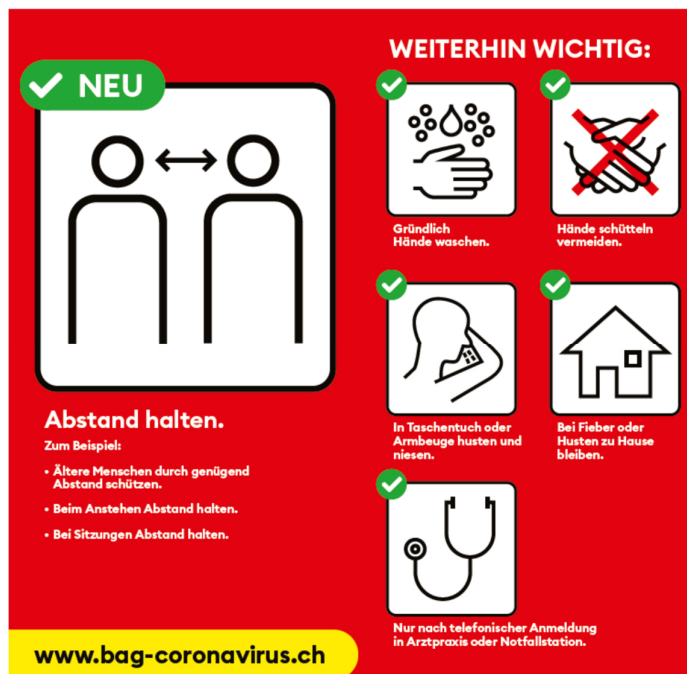 NEU
Abstand halten.
Zum Beispiel:
• Ältere Menschen durch genügend
Abstand schützen.
• Beim Anstehen Abstand halten.
• Bei Sitzungen Abstand halten.
WEITERHIN WICHTIG:
Gründlich
Hände waschen.
Hände schütteln
vermeiden.
In Taschentuch oder
Armbeuge husten und
niesen.
Bei Fieber oder
Husten zu Hause
bleiben.
Nur nach telefonischer Anmeldung
in Arztpraxis oder Notfallstation.
www.bag-coronavirus.ch